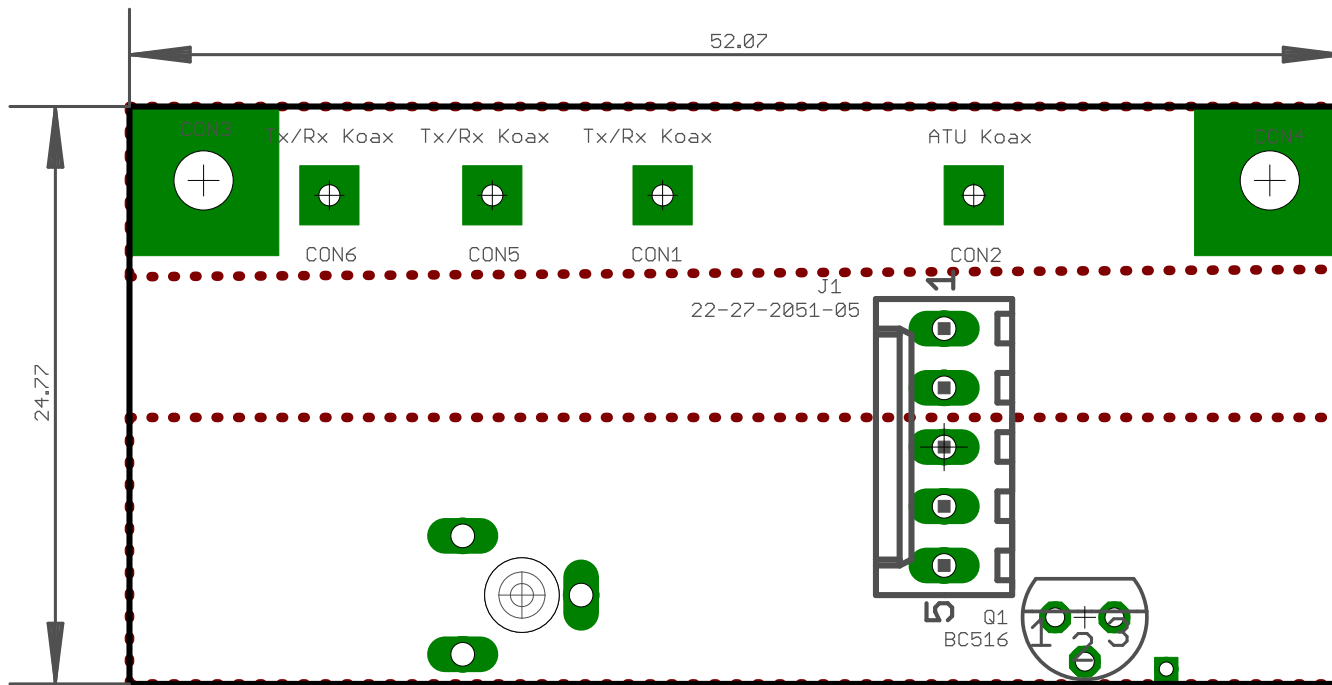 52.07
CON3
Tx/Rx Koax
Tx/Rx Koax
Tx/Rx Koax
ATU Koax
CON4
CON6
CON5
CON1
CON2
J1
22-27-2051-05
1
24.77
5
Q1
BC516
1
2
3